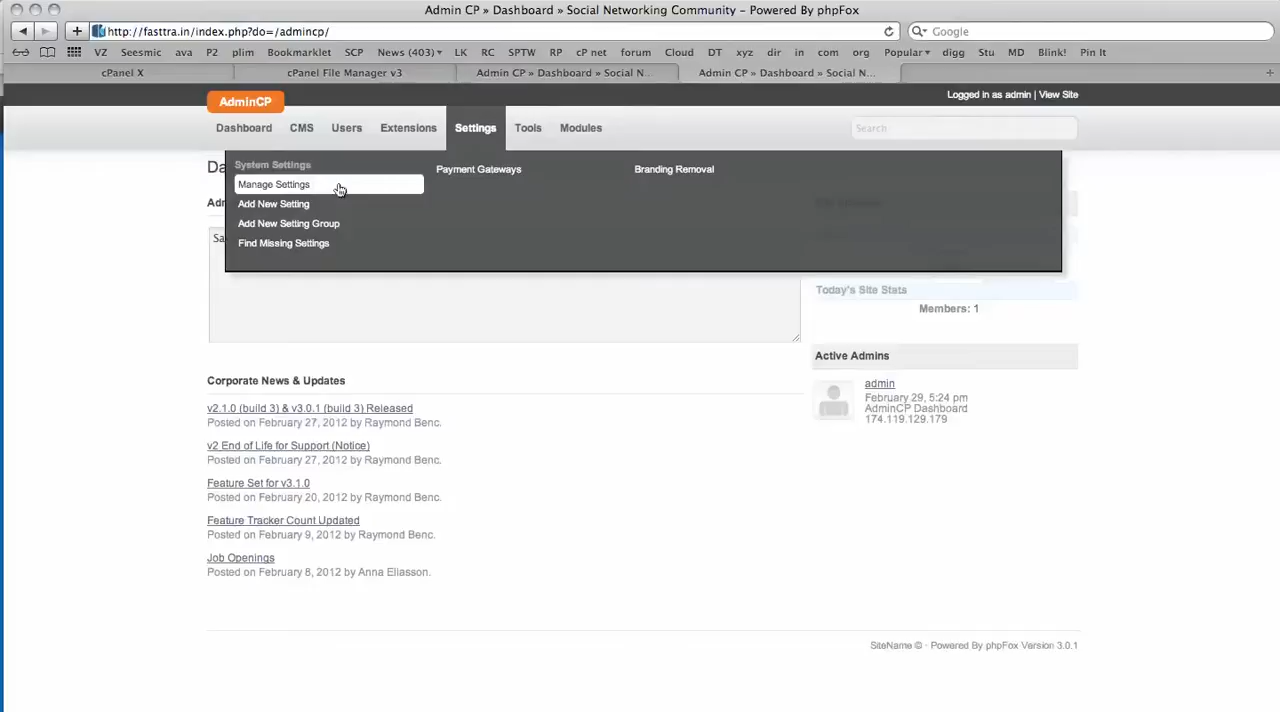 Admin CP » Dashboard » Social Networking Community - Powered By phpFox
http://fasttra.in/index.php?do=/admincp/
Google
Seesmic ava P2 plim Bookmarklet SCP News (403) VZ LK RC SPTW RP cP net forum Cloud DT xyz dir in com org Popular digg Stu MD Blink! Pin It
cPanel X
cPanel File Manager v3
Admin CP » Dashboard » Social N...
Admin CP » Dashboard » Social N...
AdminCP
Logged in as admin | View Site
Dashboard CMS Users Extensions Settings Tools Modules
Search
Da
System Settings
Payment Gateways
Branding Removal
Manage Settings
Add New Setting
Add New Setting Group
Find Missing Settings
Sa
Today's Site Stats
Members: 1
Active Admins
admin
February 29, 5:24 pm
AdminCP Dashboard
174.119.129.179
Corporate News & Updates
v2.1.0 (build 3) & v3.0.1 (build 3) Released
Posted on February 27, 2012 by Raymond Benc.
v2 End of Life for Support (Notice)
Posted on February 27, 2012 by Raymond Benc.
Feature Set for v3.1.0
Posted on February 20, 2012 by Raymond Benc.
Feature Tracker Count Updated
Posted on February 9, 2012 by Raymond Benc.
Job Openings
Posted on February 8, 2012 by Anna Eliasson.
SiteName © · Powered By phpFox Version 3.0.1